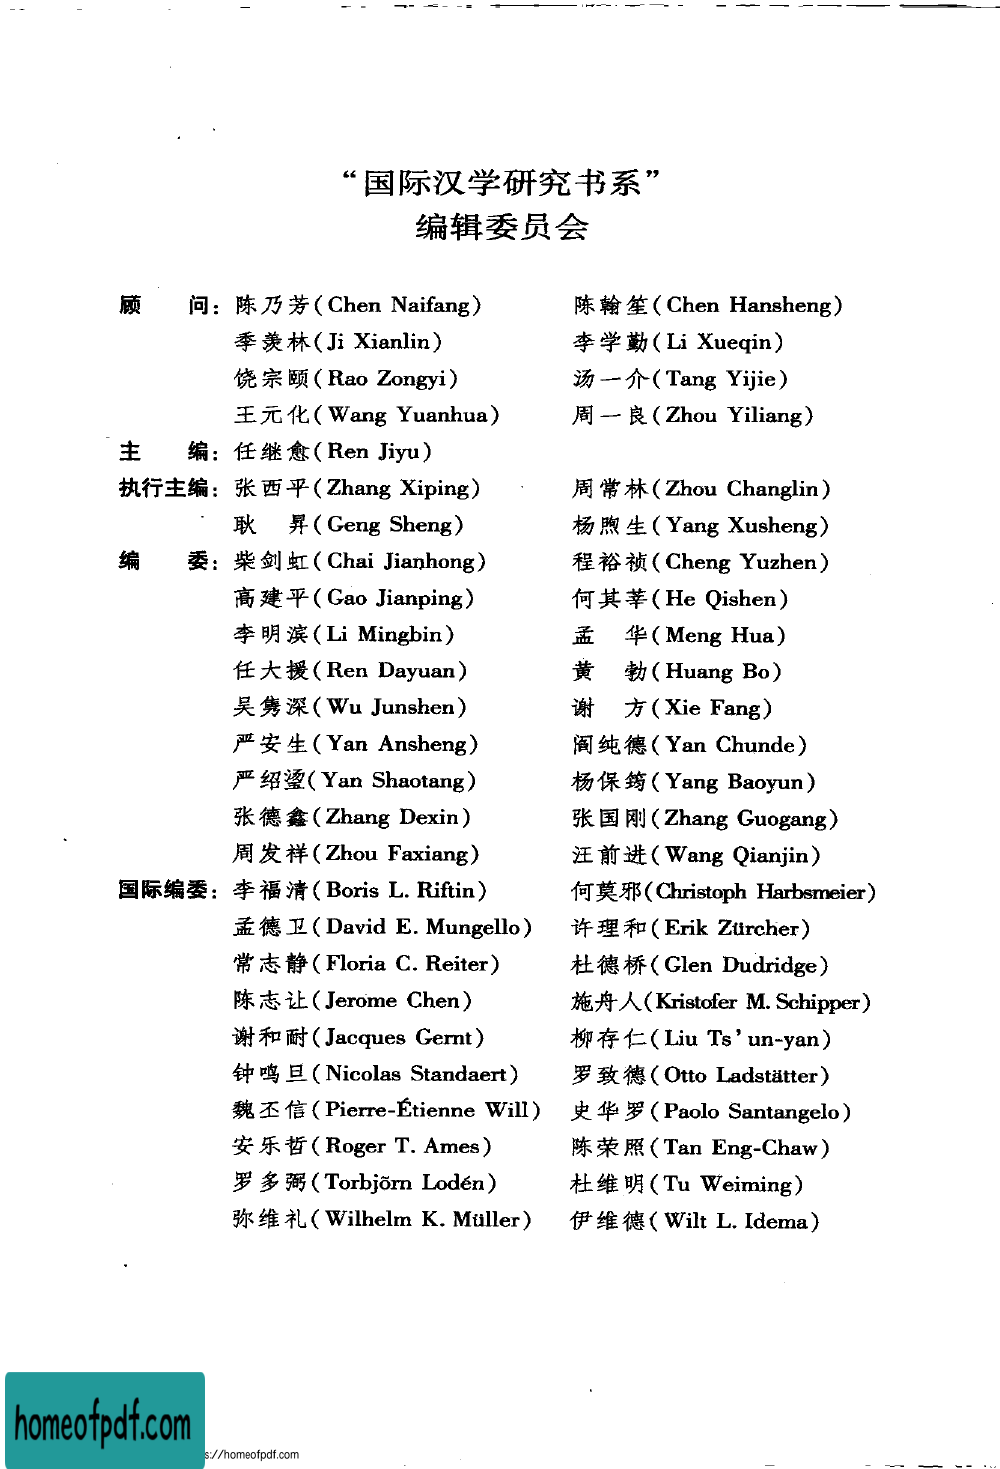 “国际汉学研究书系”
编辑委员会
顾　　问：陈乃芳(Chen Naifang)　陈翰笙(Chen Hansheng)
季羡林(Ji Xianlin)　李学勤(Li Xueqin)
饶宗颐(Rao Zongyi)　汤一介(Tang Yijie)
王元化(Wang Yuanhua)　周一良(Zhou Yiliang)
主　　编：任继愈(Ren Jiyu)
执行主编：张西平(Zhang Xiping)　周常林(Zhou Changlin)
耿　昇(Geng Sheng)　杨煦生(Yang Xusheng)
编　　委：柴剑虹(Chai Jianhong)　程裕祯(Cheng Yuzhen)
高建平(Gao Jianping)　何其莘(He Qishen)
李明滨(Li Mingbin)　孟　华(Meng Hua)
任大援(Ren Dayuan)　黄　勃(Huang Bo)
吴隽深(Wu Junshen)　谢　方(Xie Fang)
严安生(Yan Ansheng)　阎纯德(Yan Chunde)
严绍璗(Yan Shaotang)　杨保筠(Yang Baoyun)
张德鑫(Zhang Dexin)　张国刚(Zhang Guogang)
周发祥(Zhou Faxiang)　汪前进(Wang Qianjin)
国际编委：李福清(Boris L. Riftin)　何莫邪(Christoph Harbsmeier)
孟德卫(David E. Mungello)　许理和(Erik Zürcher)
常志静(Floria C. Reiter)　杜德桥(Glen Dudridge)
陈志让(Jerome Chen)　施舟人(Kristofer M. Schipper)
谢和耐(Jacques Gernt)　柳存仁(Liu Ts’un-yan)
钟鸣旦(Nicolas Standaert)　罗致德(Otto Ladstätter)
魏丕信(Pierre-Étienne Will)　史华罗(Paolo Santangelo)
安乐哲(Roger T. Ames)　陈荣照(Tan Eng-Chaw)
罗多弼(Torbjörn Lodén)　杜维明(Tu Weiming)
弥维礼(Wilhelm K. Müller)　伊维德(Wilt L. Idema)
homeofpdf.com
s://homeofpdf.com